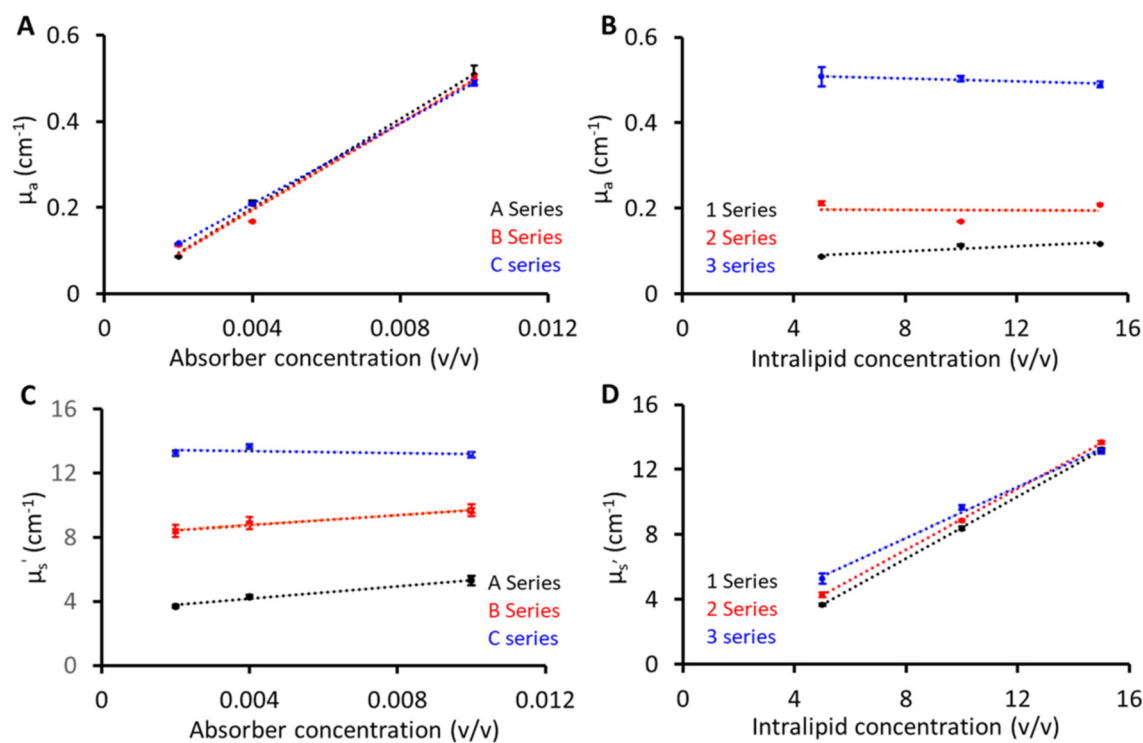 A
0.6
0.4
0.2
0
μa (cm-1)
A Series
B Series
C series
0
0.004
0.008
0.012
Absorber concentration (v/v)
B
0.6
0.4
0.2
0
μa (cm-1)
1 Series
2 Series
3 series
0
4
8
12
16
Intralipid concentration (v/v)
C
16
12
8
4
0
μs' (cm-1)
A Series
B Series
C series
0
0.004
0.008
0.012
Absorber concentration (v/v)
D
16
12
8
4
0
μs' (cm-1)
1 Series
2 Series
3 series
0
4
8
12
16
Intralipid concentration (v/v)